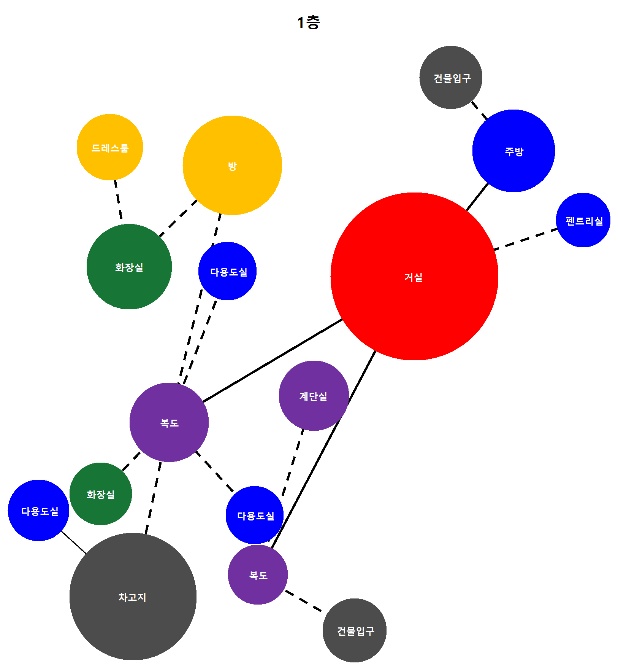 1층
건물입구
주방
드레스룸
방
펜트리실
화장실
다용도실
거실
계단실
복도
화장실
다용도실
다용도실
복도
차고지
건물입구